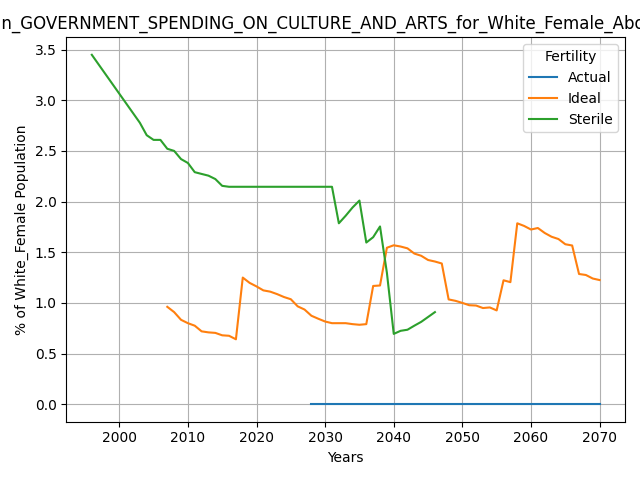 n_GOVERNMENT_SPENDING_ON_CULTURE_AND_ARTS_for_White_Female_Abo
Fertility
Actual
Ideal
Sterile
% of White_Female Population
3.5
3.0
2.5
2.0
1.5
1.0
0.5
0.0
2000 2010 2020 2030 2040 2050 2060 2070
Years